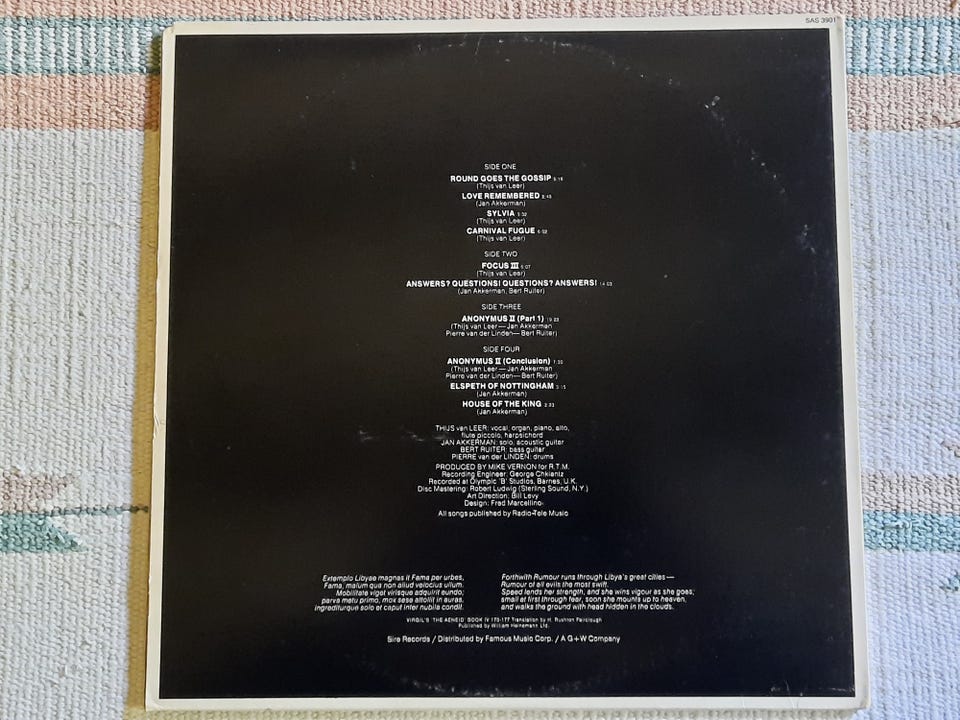 SAS 3901
SIDE ONE
ROUND GOES THE GOSSIP 5:16
(Thijs van Leer)
LOVE REMEMBERED 2:49
(Jan Akkerman)
SYLVIA 3:32
(Thijs van Leer)
CARNIVAL FUGUE 6:02
(Thijs van Leer)
SIDE TWO
FOCUS III 6:07
(Thijs van Leer)
ANSWERS? QUESTIONS! QUESTIONS? ANSWERS! 14:03
(Jan Akkerman, Bert Ruiter)
SIDE THREE
ANONYMUS II (Part 1) 19:23
(Thijs van Leer—Jan Akkerman
Pierre van der Linden—Bert Ruiter)
SIDE FOUR
ANONYMUS II (Conclusion) 7:30
(Thijs van Leer—Jan Akkerman
Pierre van der Linden—Bert Ruiter)
ELSPETH OF NOTTINGHAM 3:15
(Jan Akkerman)
HOUSE OF THE KING 2:23
(Jan Akkerman)
THIJS van LEER: vocal, organ, piano, alto,
flute piccolo, harpsichord
JAN AKKERMAN: solo, acoustic guitar
BERT RUITER: bass guitar
PIERRE van der LINDEN: drums
PRODUCED BY MIKE VERNON for R.T.M.
Recording Engineer: George Chkiantz
Recorded at Olympic 'B' Studios, Barnes, U.K.
Disc Mastering: Robert Ludwig (Sterling Sound, N.Y.)
Art Direction: Bill Levy
Design: Fred Marcellino
All songs published by Radio-Tele Music
Extemplo Libyae magnas it Fama per urbes,
Fama, malum qua non aliud velocius ullum.
Mobilitate viget virisque adquirit eundo;
parva metu primo, mox sese attollit in auras,
ingrediturque solo et caput inter nubila condit.
Forthwith Rumour runs through Libya's great cities—
Rumour of all evils the most swift.
Speed lends her strength, and she wins vigour as she goes;
small at first through fear, soon she mounts up to heaven,
and walks the ground with head hidden in the clouds.
VIRGIL'S 'THE AENEID' BOOK IV 173-177 Translation by H. Rushton Fairclough
Published by William Heinemann Ltd.
Sire Records / Distributed by Famous Music Corp. / A G+W Company